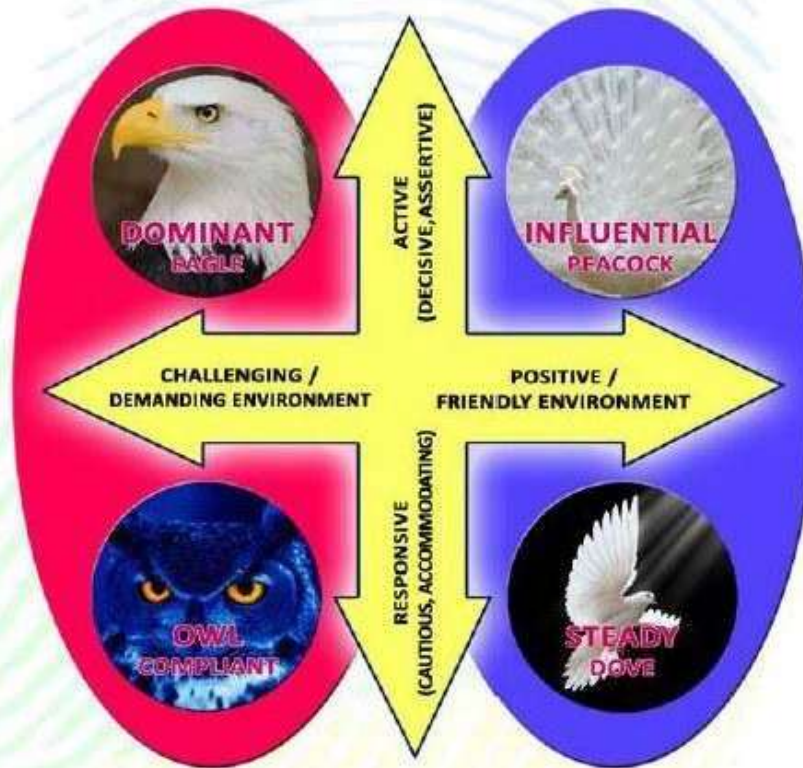 DOMINANT
EAGLE
INFLUENTIAL
PEACOCK
ACTIVE
(DECISIVE, ASSERTIVE)
CHALLENGING /
DEMANDING ENVIRONMENT
POSITIVE /
FRIENDLY ENVIRONMENT
RESPONSIVE
(CAUTIOUS, ACCOMMODATING)
OWL
COMPLIANT
STEADY
DOVE